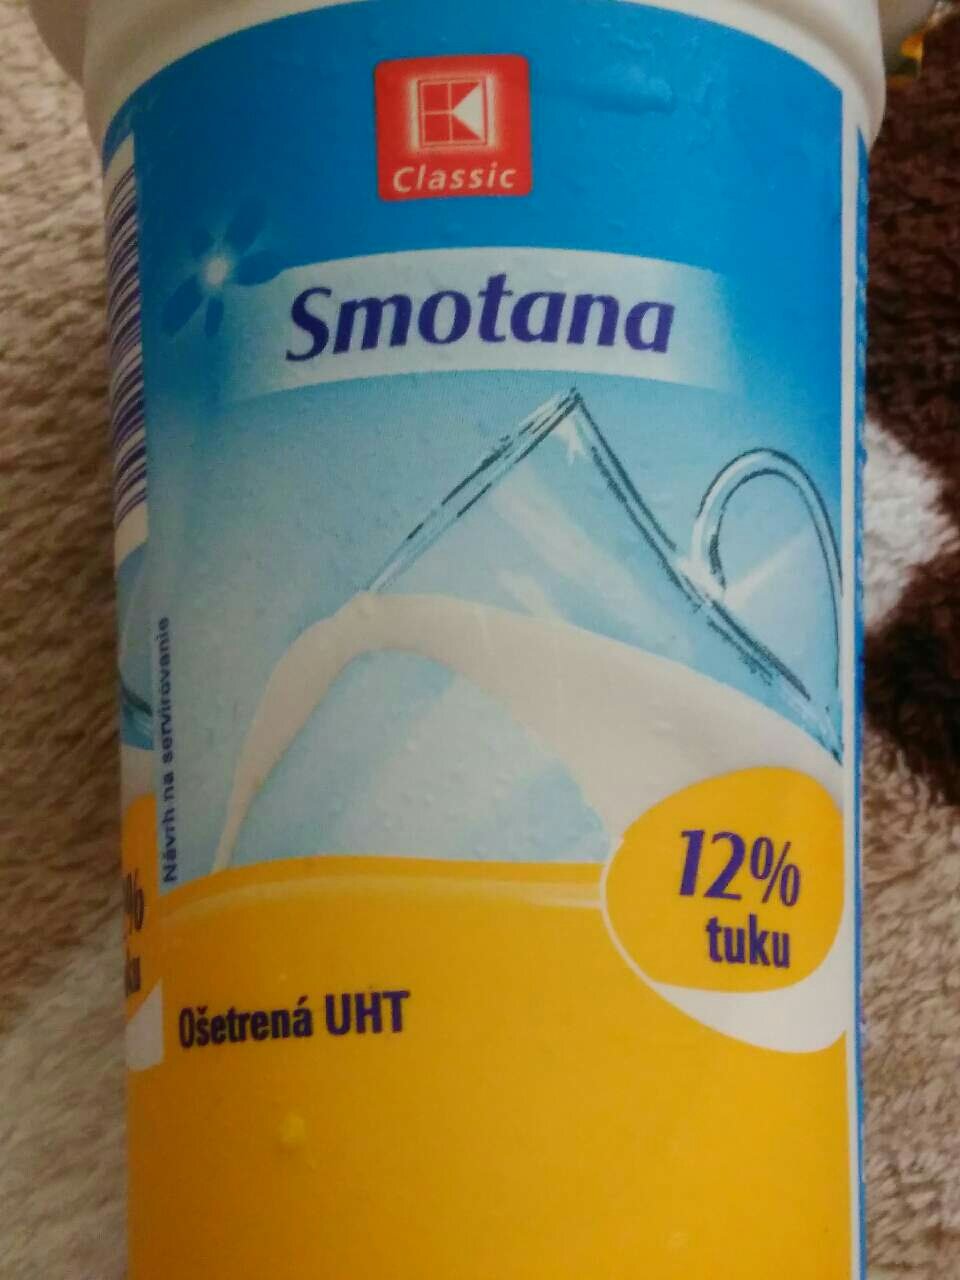 Classic
Smotana
Návrh na servírovanie
12%
tuku
Ošetrená UHT
%